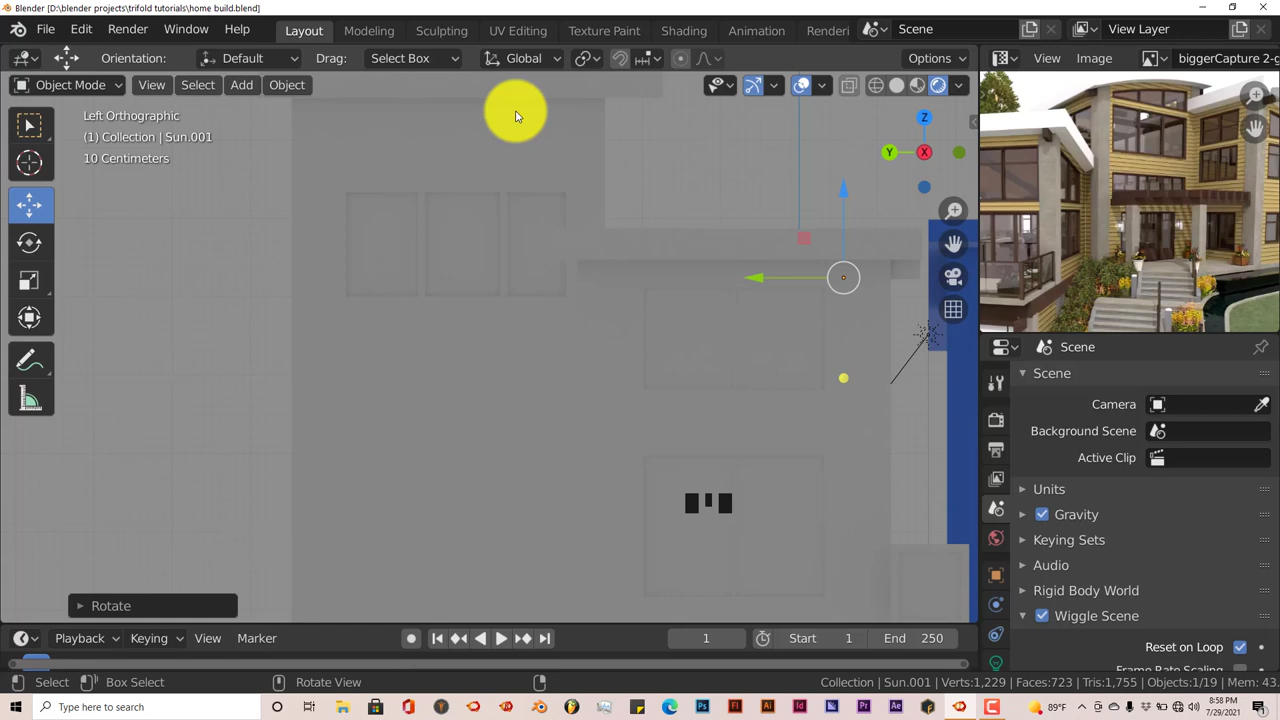 Blender [D:\blender projects\trifold tutorials\home build.blend]
File Edit Render Window Help Layout Modeling Sculpting UV Editing Texture Paint Shading Animation Renderi Scene View Layer
Orientation: Default Drag: Select Box Global Options View Image biggerCapture 2-g
Object Mode View Select Add Object
Left Orthographic
(1) Collection | Sun.001
10 Centimeters
Z
Y X
Scene
Scene
Camera
Background Scene
Active Clip
Units
Gravity
Keying Sets
Audio
Rigid Body World
Wiggle Scene
Reset on Loop
Frame Rate Scaling
Rotate
Playback Keying View Marker 1 Start 1 End 250
Select Box Select Rotate View Collection | Sun.001 | Verts:1,229 | Faces:723 | Tris:1,755 | Objects:1/19 | Mem: 43.
Type here to search 89°F 8:58 PM
7/29/2021